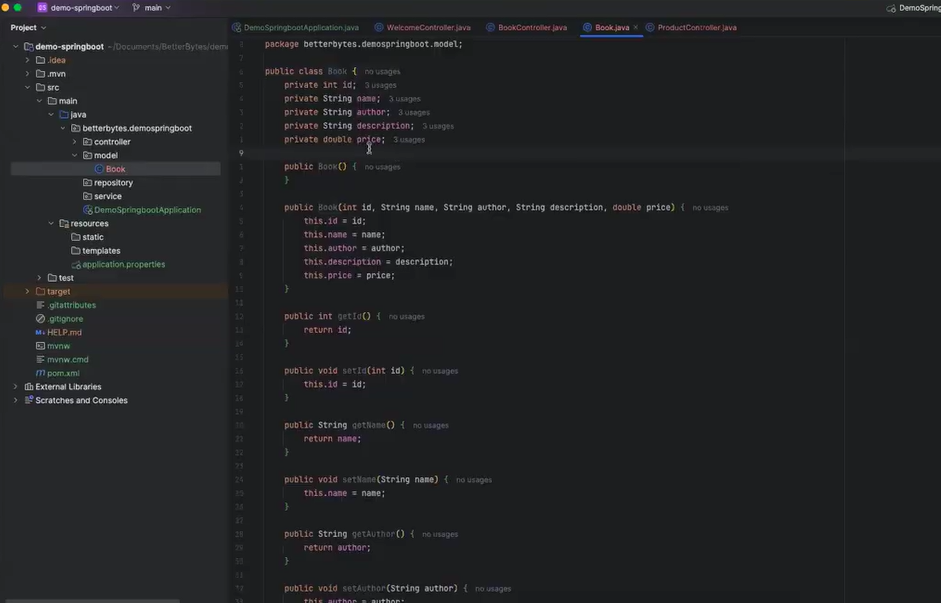 demo-springboot
main
DemoSpring
Project
DemoSpringbootApplication.java
WelcomeController.java
BookController.java
Book.java
ProductController.java
demo-springboot ~/Documents/BetterBytes/dem
.idea
.mvn
src
main
java
betterbytes.demospringboot
controller
model
Book
repository
service
DemoSpringbootApplication
resources
static
templates
application.properties
test
target
.gitattributes
.gitignore
HELP.md
mvnw
mvnw.cmd
pom.xml
External Libraries
Scratches and Consoles
package betterbytes.demospringboot.model;
public class Book { no usages
private int id; 3 usages
private String name; 3 usages
private String author; 3 usages
private String description; 3 usages
private double price; 3 usages
public Book() { no usages
}
public Book(int id, String name, String author, String description, double price) { no usages
this.id = id;
this.name = name;
this.author = author;
this.description = description;
this.price = price;
}
public int getId() { no usages
return id;
}
public void setId(int id) { no usages
this.id = id;
}
public String getName() { no usages
return name;
}
public void setName(String name) { no usages
this.name = name;
}
public String getAuthor() { no usages
return author;
}
public void setAuthor(String author) { no usages
this.author = author;